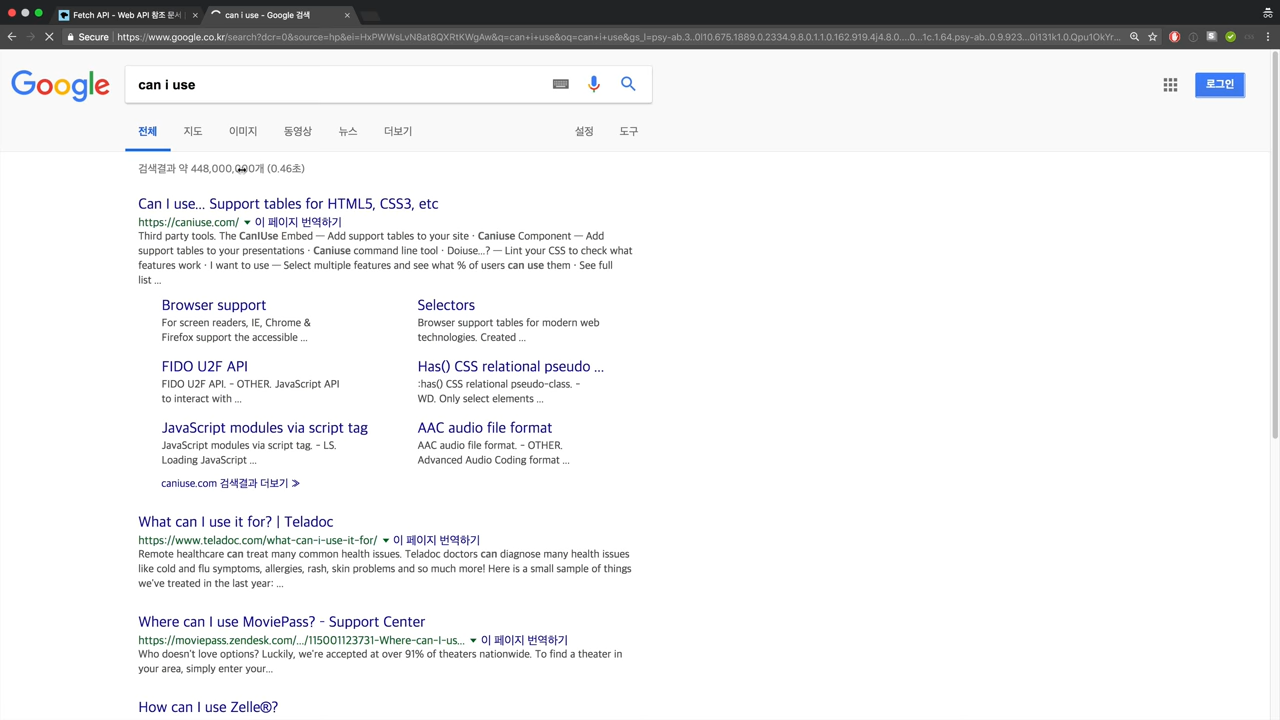 Fetch API - Web API 참조 문서
can i use - Google 검색
Secure
https://www.google.co.kr/search?dcr=0&source=hp&ei=HxPWWsLvN8at8QXRtKWgAw&q=can+i+use&oq=can+i+use&gs_l=psy-ab.3..0l10.675.1889.0.2334.9.8.0.1.1.0.162.919.4j4.8.0....0...1c.1.64.psy-ab..0.9.923...0i131k1.0.Qpu1OkYr...
Google
can i use
로그인
전체 지도 이미지 동영상 뉴스 더보기 설정 도구
검색결과 약 448,000,000개 (0.46초)
Can I use... Support tables for HTML5, CSS3, etc
https://caniuse.com/ 이 페이지 번역하기
Third party tools. The CanIUse Embed — Add support tables to your site · Caniuse Component — Add
support tables to your presentations · Caniuse command line tool · Doiuse...? — Lint your CSS to check what
features work · I want to use — Select multiple features and see what % of users can use them · See full
list ...
Browser support
For screen readers, IE, Chrome &
Firefox support the accessible ...
Selectors
Browser support tables for modern web
technologies. Created ...
FIDO U2F API
FIDO U2F API. - OTHER. JavaScript API
to interact with ...
Has() CSS relational pseudo ...
:has() CSS relational pseudo-class. -
WD. Only select elements ...
JavaScript modules via script tag
JavaScript modules via script tag. - LS.
Loading JavaScript ...
AAC audio file format
AAC audio file format. - OTHER.
Advanced Audio Coding format ...
caniuse.com 검색결과 더보기 »
What can I use it for? | Teladoc
https://www.teladoc.com/what-can-i-use-it-for/ 이 페이지 번역하기
Remote healthcare can treat many common health issues. Teladoc doctors can diagnose many health issues
like cold and flu symptoms, allergies, rash, skin problems and so much more! Here is a small sample of things
we've treated in the last year: ...
Where can I use MoviePass? - Support Center
https://moviepass.zendesk.com/.../115001123731-Where-can-I-us... 이 페이지 번역하기
Who doesn't love options? Luckily, we're accepted at over 91% of theaters nationwide. To find a theater in
your area, simply enter your...
How can I use Zelle®?